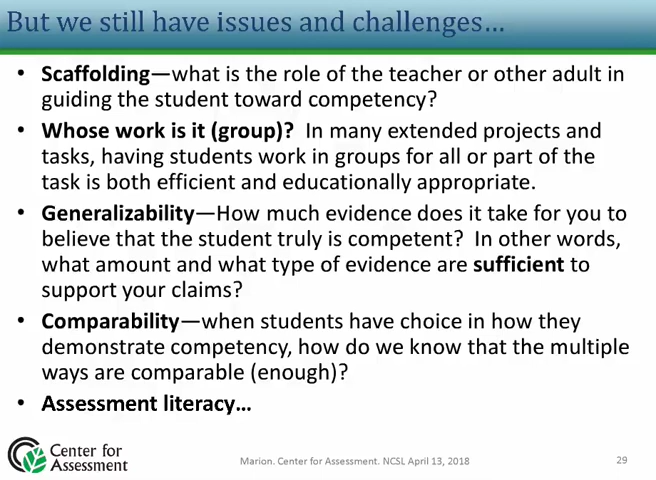 But we still have issues and challenges…
• Scaffolding—what is the role of the teacher or other adult in
guiding the student toward competency?
• Whose work is it (group)? In many extended projects and
tasks, having students work in groups for all or part of the
task is both efficient and educationally appropriate.
• Generalizability—How much evidence does it take for you to
believe that the student truly is competent? In other words,
what amount and what type of evidence are sufficient to
support your claims?
• Comparability—when students have choice in how they
demonstrate competency, how do we know that the multiple
ways are comparable (enough)?
• Assessment literacy…
Center for
Assessment
Marion. Center for Assessment. NCSL April 13, 2018
29